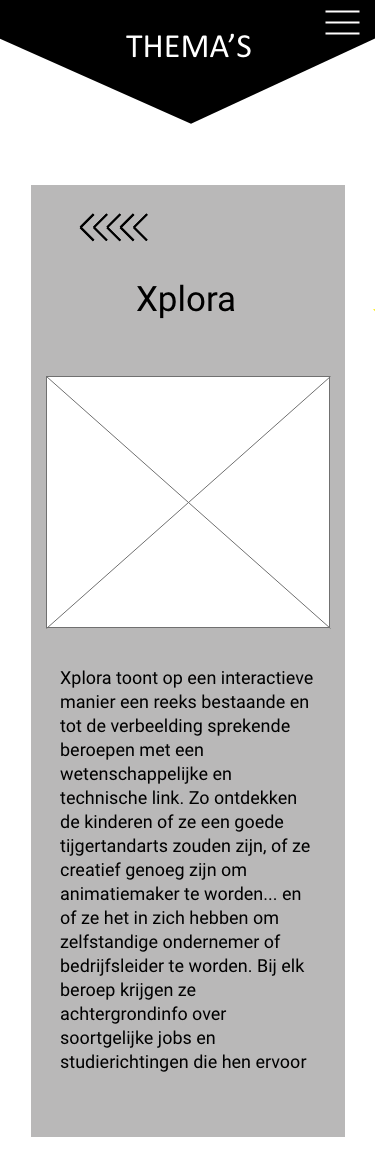 THEMA’S
Xplora
Xplora toont op een interactieve
manier een reeks bestaande en
tot de verbeelding sprekende
beroepen met een
wetenschappelijke en
technische link. Zo ontdekken
de kinderen of ze een goede
tijgertandarts zouden zijn, of ze
creatief genoeg zijn om
animatiemaker te worden... en
of ze het in zich hebben om
zelfstandige ondernemer of
bedrijfsleider te worden. Bij elk
beroep krijgen ze
achtergrondinfo over
soortgelijke jobs en
studierichtingen die hen ervoor